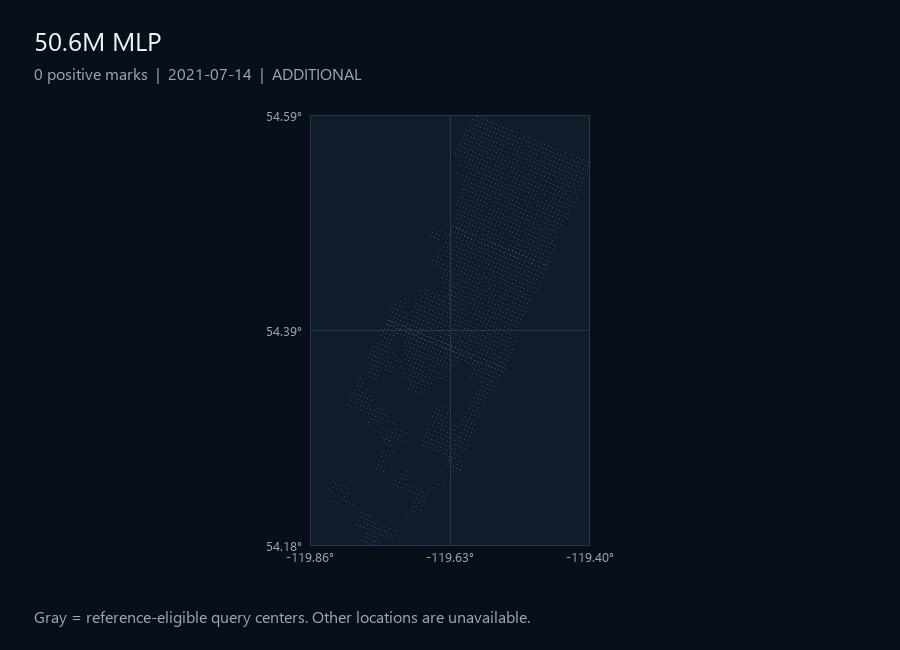 50.6M MLP
0 positive marks | 2021-07-14 | ADDITIONAL
54.59°
54.39°
54.18°
-119.86° -119.63° -119.40°
Gray = reference-eligible query centers. Other locations are unavailable.